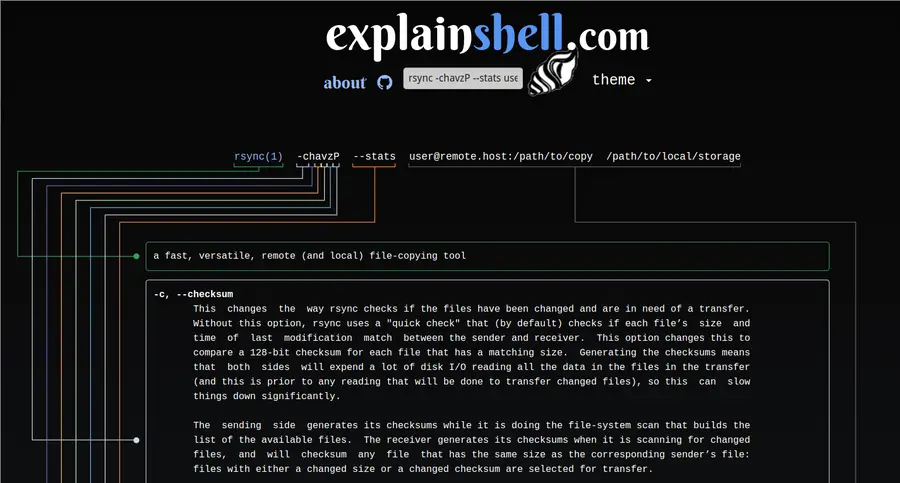 explainshell.com
about rsync -chavzP --stats use theme
rsync(1) -chavzP --stats user@remote.host:/path/to/copy /path/to/local/storage
a fast, versatile, remote (and local) file-copying tool
-c, --checksum
This changes the way rsync checks if the files have been changed and are in need of a transfer.
Without this option, rsync uses a "quick check" that (by default) checks if each file’s size and
time of last modification match between the sender and receiver. This option changes this to
compare a 128-bit checksum for each file that has a matching size. Generating the checksums means
that both sides will expend a lot of disk I/O reading all the data in the files in the transfer
(and this is prior to any reading that will be done to transfer changed files), so this can slow
things down significantly.
The sending side generates its checksums while it is doing the file-system scan that builds the
list of the available files. The receiver generates its checksums when it is scanning for changed
files, and will checksum any file that has the same size as the corresponding sender’s file:
files with either a changed size or a changed checksum are selected for transfer.